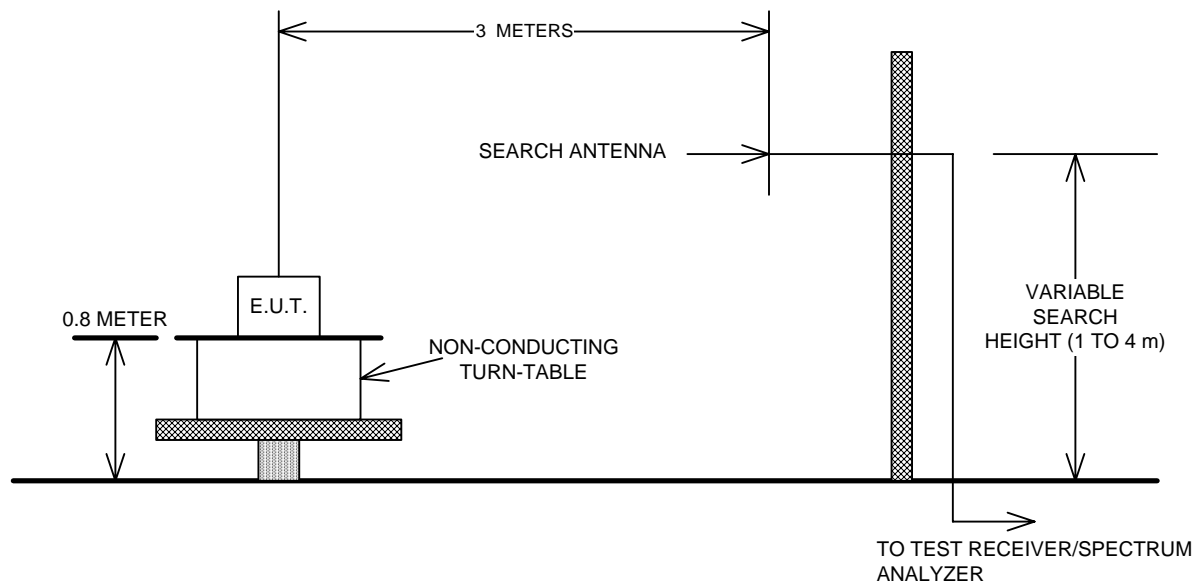 3 METERS
SEARCH ANTENNA
E.U.T.
0.8 METER
NON-CONDUCTING
TURN-TABLE
VARIABLE
SEARCH
HEIGHT (1 TO 4 m)
TO TEST RECEIVER/SPECTRUM
ANALYZER